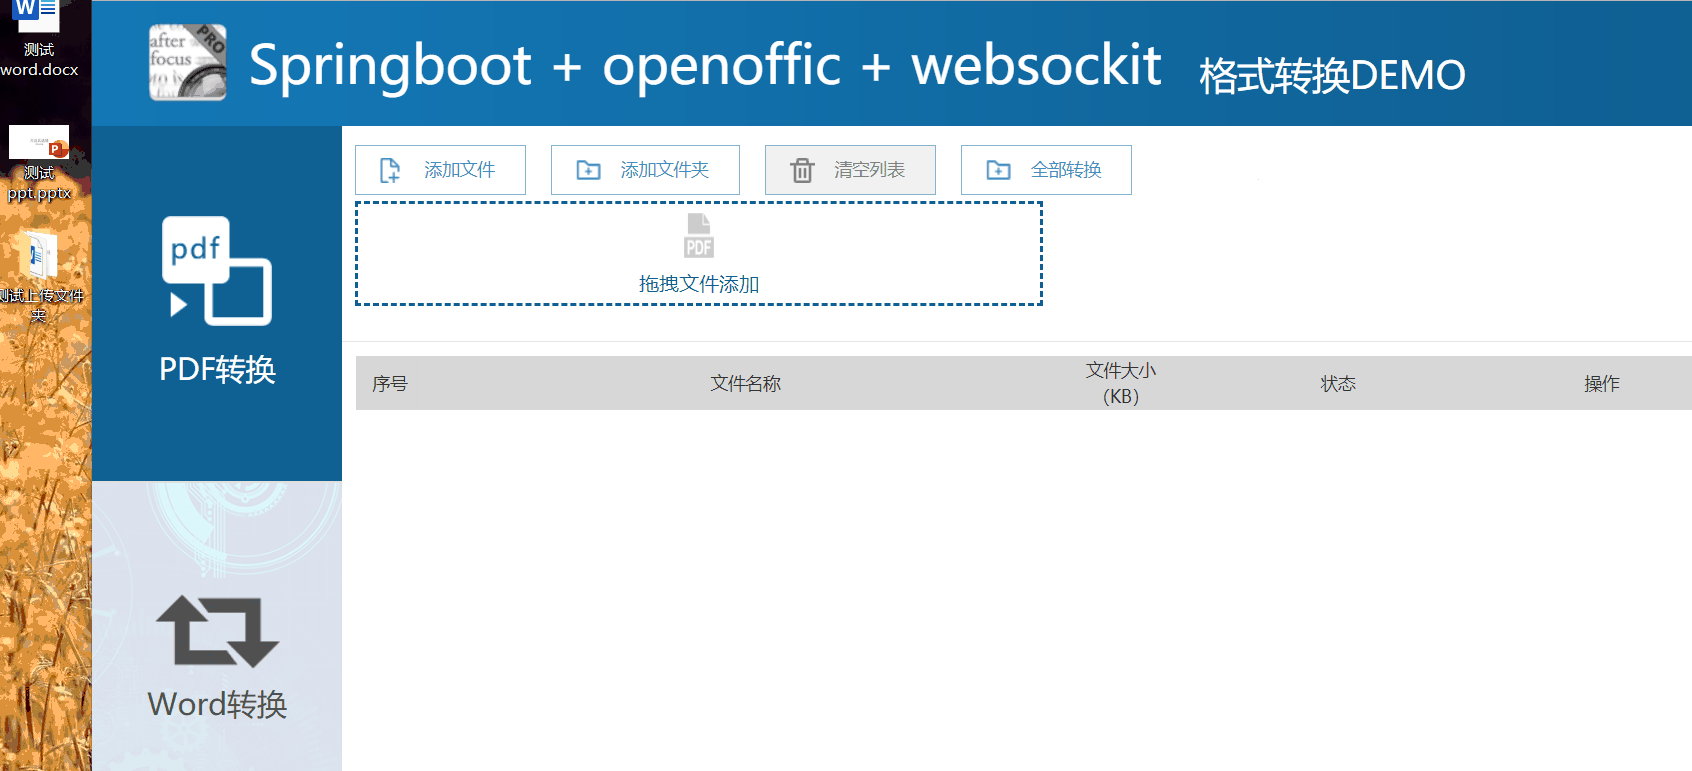 测试
word.docx
测试
ppt.pptx
测试上传文件
夹
after
focus
PRO
Springboot + openoffic + websockit 格式转换DEMO
添加文件
添加文件夹
清空列表
全部转换
PDF
拖拽文件添加
pdf
PDF转换
Word转换
序号
文件名称
文件大小
（KB）
状态
操作